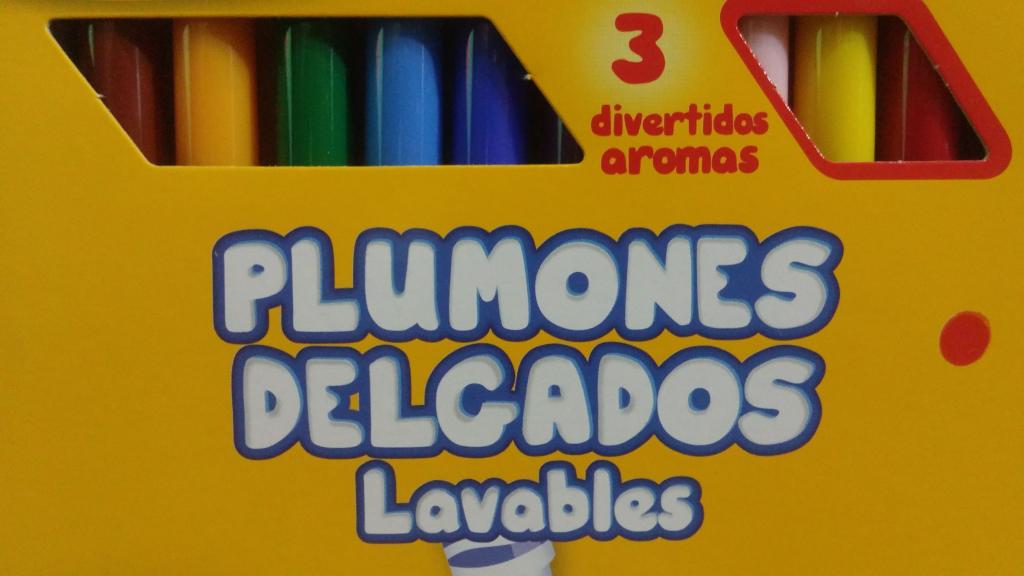 3
divertidos
aromas
PLUMONES
DELGADOS
Lavables